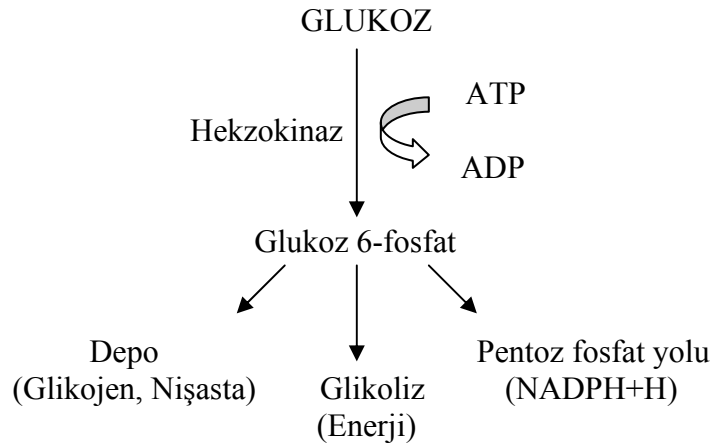 GLUKOZ
ATP
Hekzokinaz
ADP
Glukoz 6-fosfat
Depo
(Glikojen, Nişasta)
Glikoliz
(Enerji)
Pentoz fosfat yolu
(NADPH+H)